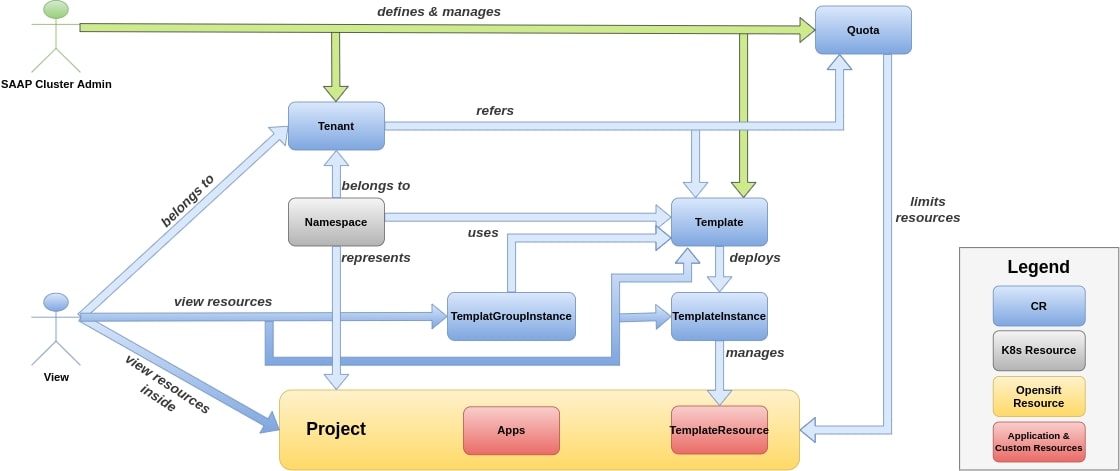 defines & manages
Quota
SAAP Cluster Admin
refers
Tenant
belongs to
belongs to
limits
resources
Namespace
Template
uses
represents
deploys
Legend
view resources
CR
TemplatGroupInstance
TemplateInstance
K8s Resource
manages
View
view resources
inside
Opensift
Resource
Project
Apps
TemplateResource
Application &
Custom Resources